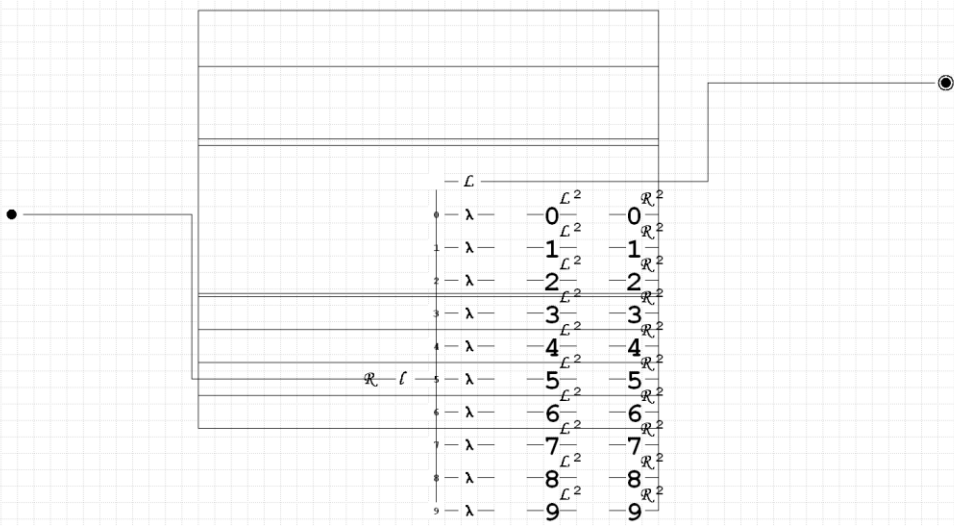 ℒ
0 λ 0 ℒ² 0 ℛ²
1 λ 1 ℒ² 1 ℛ²
2 λ 2 ℒ² 2 ℛ²
3 λ 3 ℒ² 3 ℛ²
4 λ 4 ℒ² 4 ℛ²
ℛ ℓ 5 λ 5 ℒ² 5 ℛ²
6 λ 6 ℒ² 6 ℛ²
7 λ 7 ℒ² 7 ℛ²
8 λ 8 ℒ² 8 ℛ²
9 λ 9 ℒ² 9 ℛ²